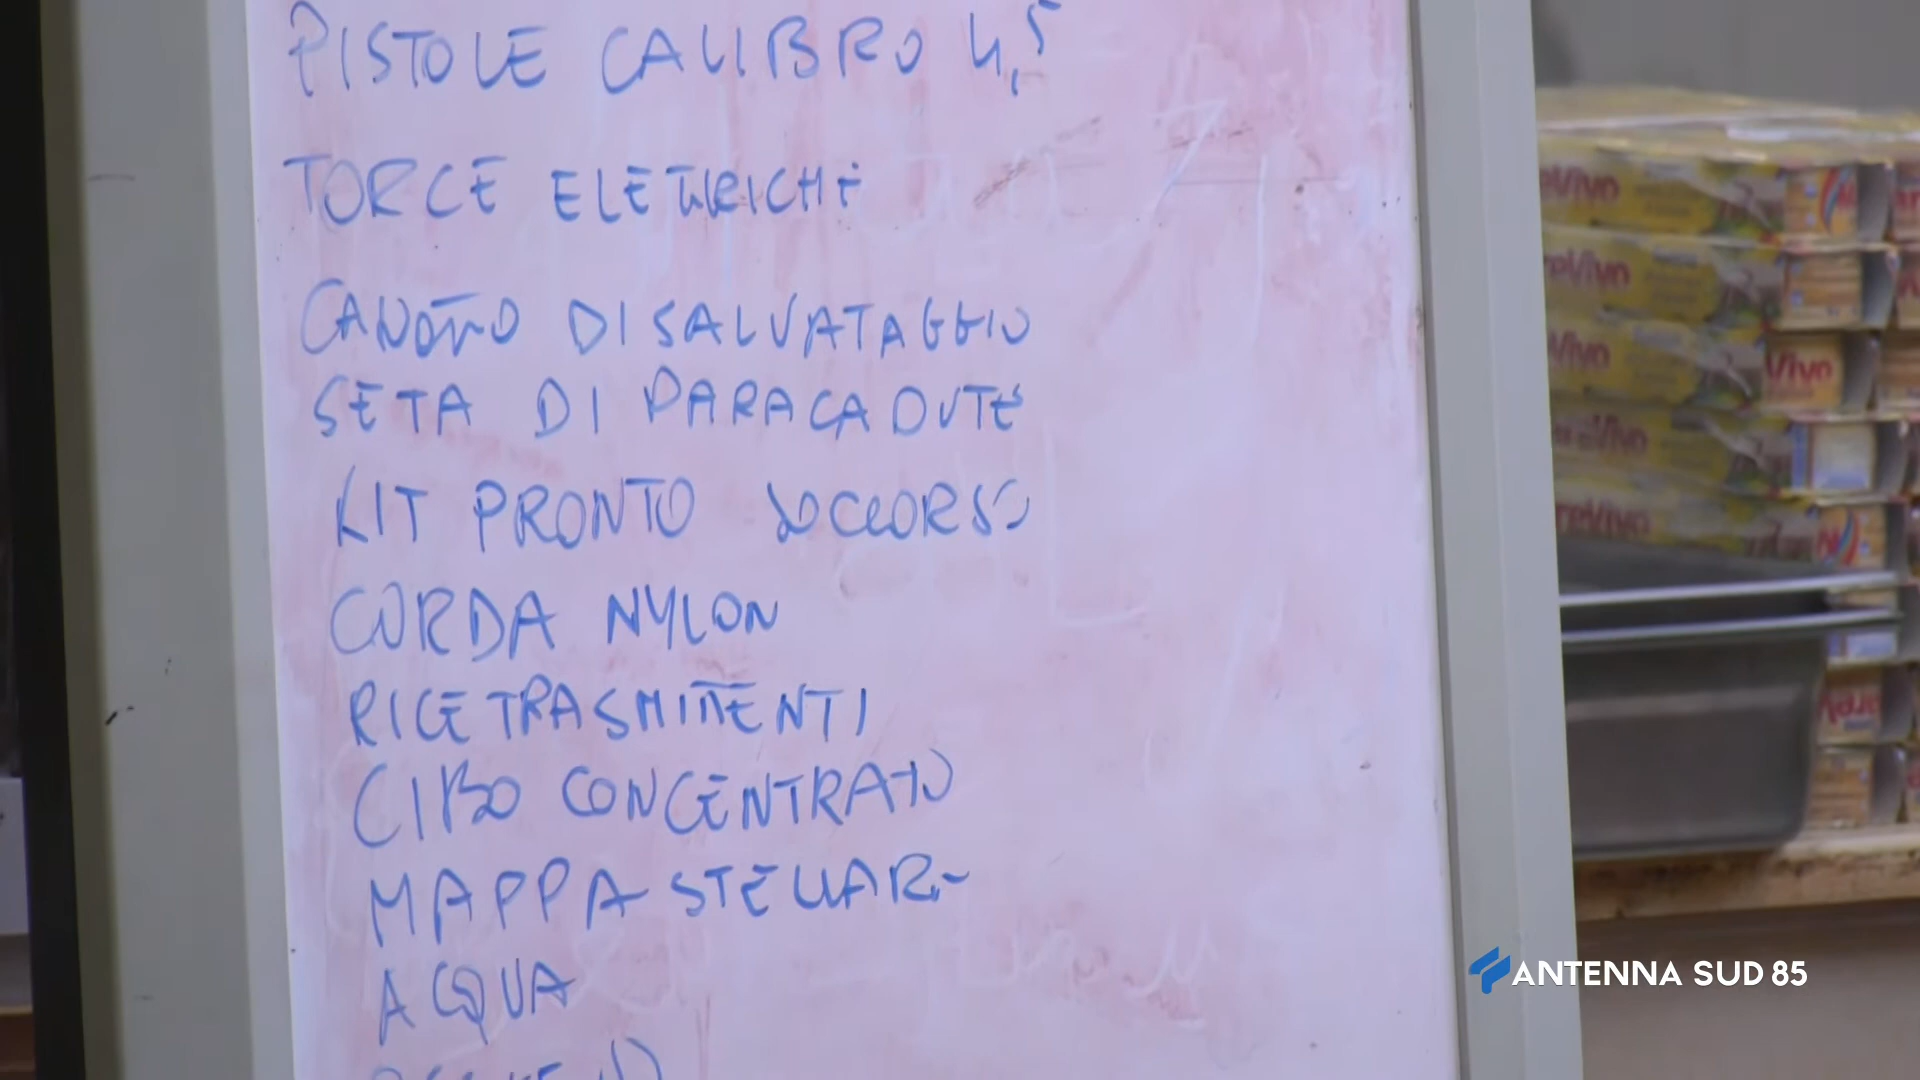 PISTOLE CALIBRO 4,5
TORCE ELETTRICHE
CANOTTO DI SALVATAGGIO
SETA DI PARACADUTE
KIT PRONTO SOCCORSO
CORDA NYLON
RICETRASMITTENTI
CIBO CONCENTRATO
MAPPA STELLARE
ACQUA
ANTENNA SUD 85